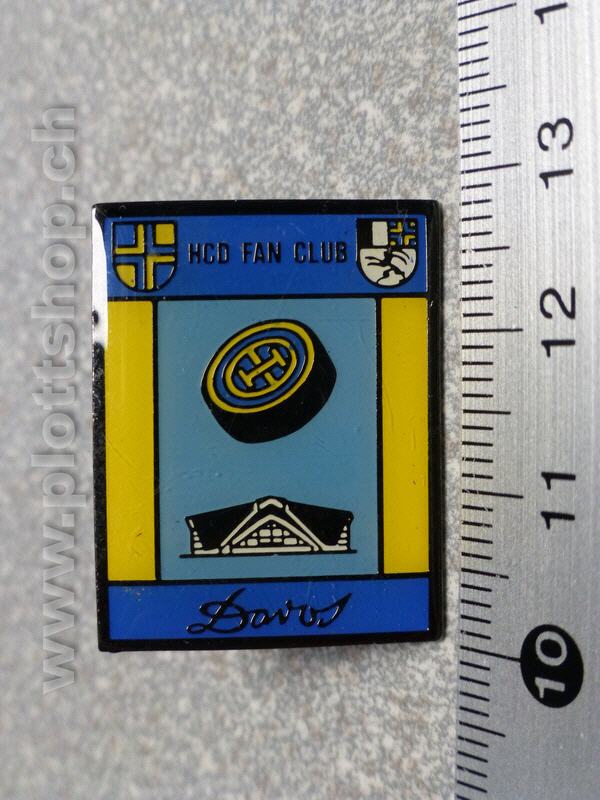 HCD FAN CLUB
Davos
www.plottshop.ch
13
12
11
10